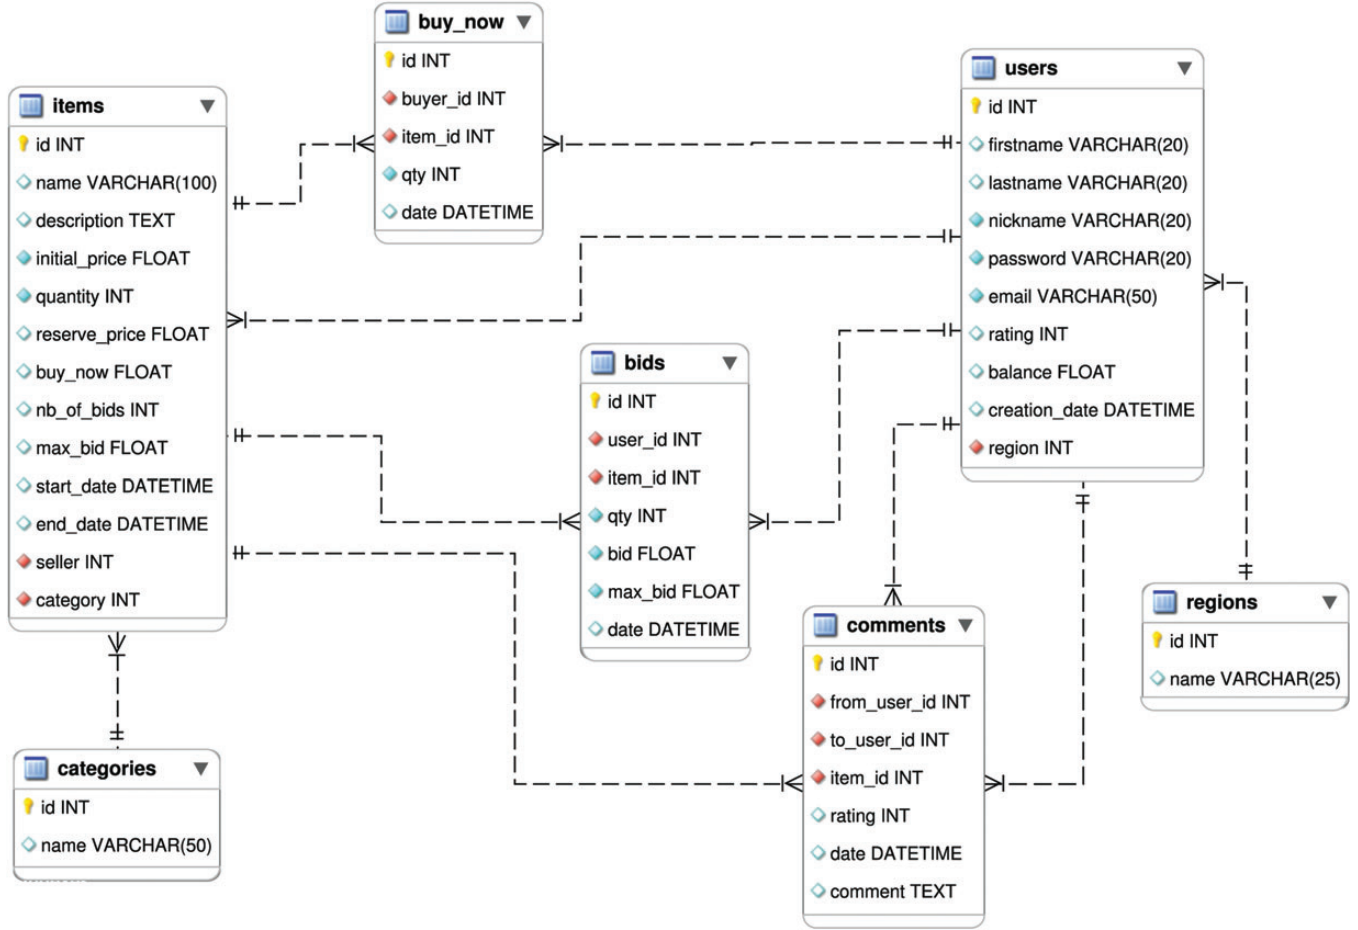 buy_now
id INT
buyer_id INT
item_id INT
qty INT
date DATETIME
users
id INT
firstname VARCHAR(20)
lastname VARCHAR(20)
nickname VARCHAR(20)
password VARCHAR(20)
email VARCHAR(50)
rating INT
balance FLOAT
creation_date DATETIME
region INT
items
id INT
name VARCHAR(100)
description TEXT
initial_price FLOAT
quantity INT
reserve_price FLOAT
buy_now FLOAT
nb_of_bids INT
max_bid FLOAT
start_date DATETIME
end_date DATETIME
seller INT
category INT
bids
id INT
user_id INT
item_id INT
qty INT
bid FLOAT
max_bid FLOAT
date DATETIME
comments
id INT
from_user_id INT
to_user_id INT
item_id INT
rating INT
date DATETIME
comment TEXT
regions
id INT
name VARCHAR(25)
categories
id INT
name VARCHAR(50)